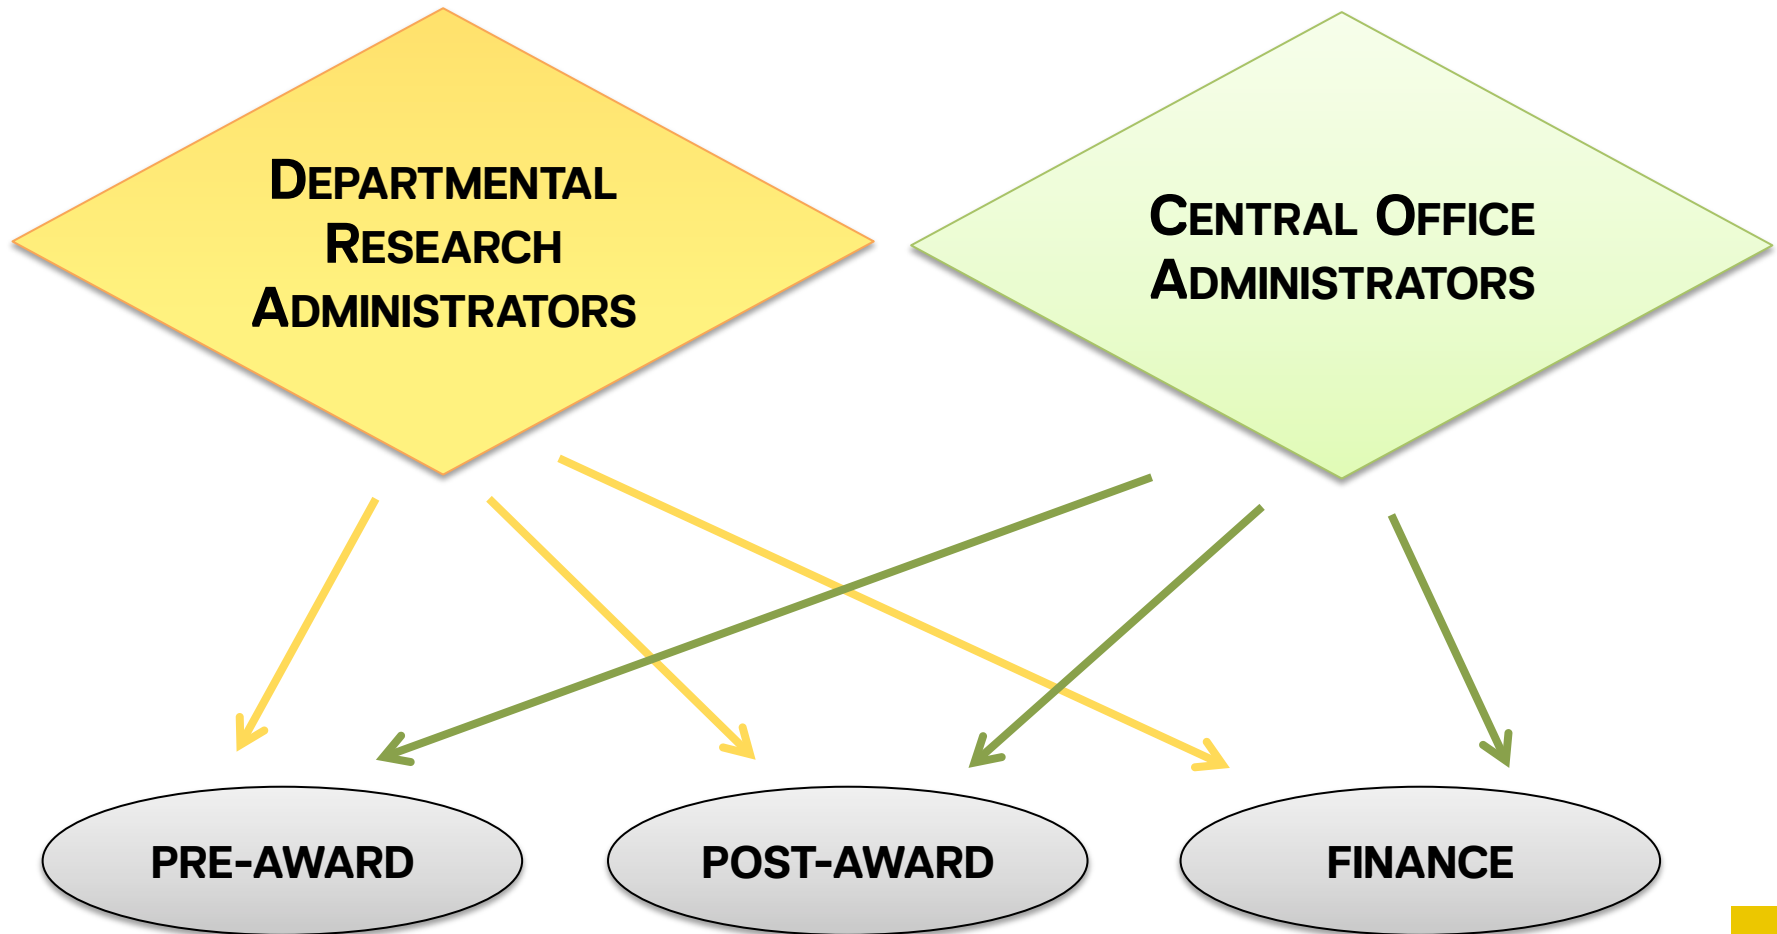 DEPARTMENTAL
RESEARCH
ADMINISTRATORS
CENTRAL OFFICE
ADMINISTRATORS
PRE-AWARD
POST-AWARD
FINANCE